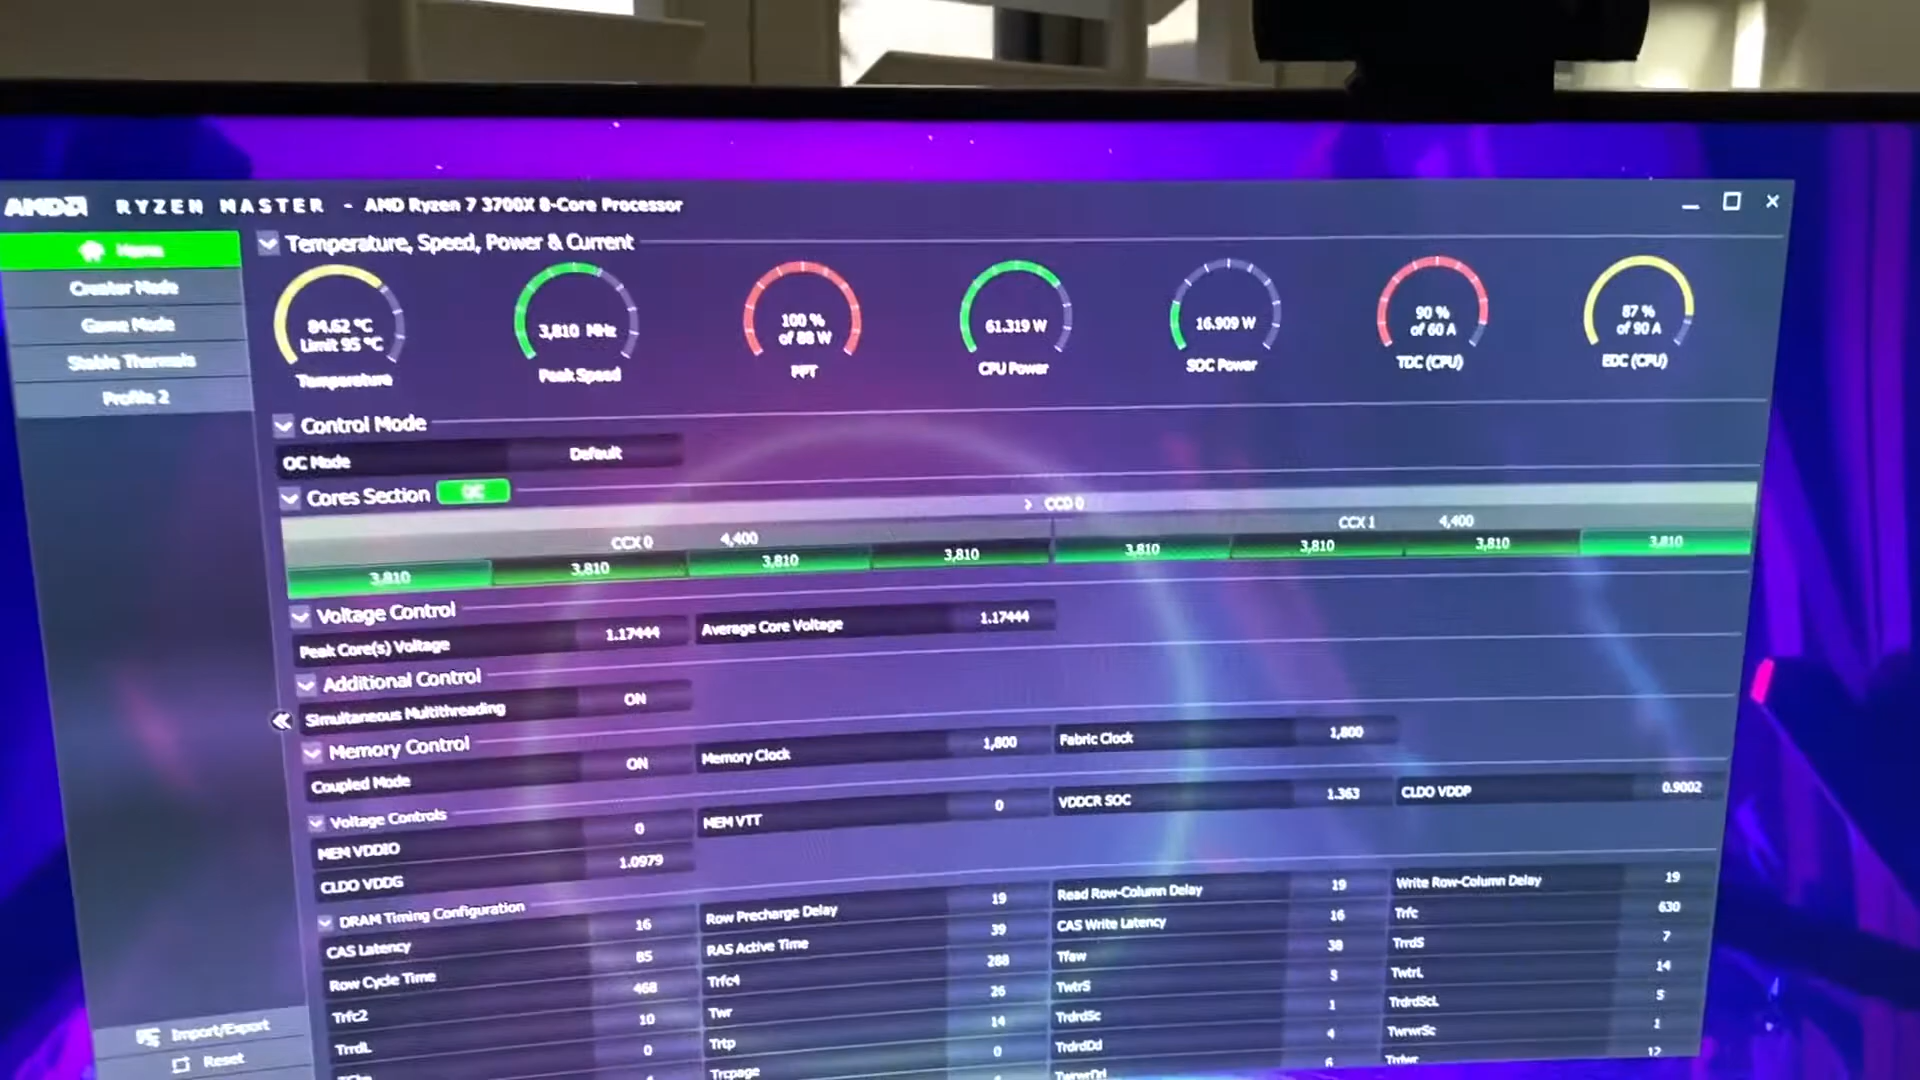 AMD RYZEN MASTER - AMD Ryzen 7 3700X 8-Core Processor
Home
Creator Mode
Game Mode
Stable Thermals
Profile 2
Import/Export
Reset
Temperature, Speed, Power & Current
84.62 °C
Limit 95 °C
Temperature
3,810 MHz
Peak Speed
100 %
of 88 W
PPT
61.319 W
CPU Power
16.909 W
SOC Power
90 %
of 60 A
TDC (CPU)
87 %
of 90 A
EDC (CPU)
Control Mode
OC Mode Default
Cores Section OC
CCD 0
CCX 0 4,400 CCX 1 4,400
3,810 3,810 3,810 3,810 3,810 3,810 3,810 3,810
Voltage Control
Peak Core(s) Voltage 1.17444 Average Core Voltage 1.17444
Additional Control
Simultaneous Multithreading ON
Memory Control
Coupled Mode ON Memory Clock 1,800 Fabric Clock 1,800
Voltage Controls
MEM VDDIO 0 MEM VTT 0 VDDCR SOC 1.363 CLDO VDDP 0.9002
CLDO VDDG 1.0979
DRAM Timing Configuration
CAS Latency 16 Row Precharge Delay 19 Read Row-Column Delay 19 Write Row-Column Delay 19
Row Cycle Time 85 RAS Active Time 39 CAS Write Latency 16 Trfc 630
Trfc2 468 Trfc4 288 Tfaw 38 TrrdS 7
TrrdL 10 Twr 26 TwtrS 5 TwtrL 14
0 Trtp 14 TrdrdSc 1 TrdrdScL 5
Trcpage 0 TrdrdDd 4 TwrwrSc 1
6 Trdwr 12